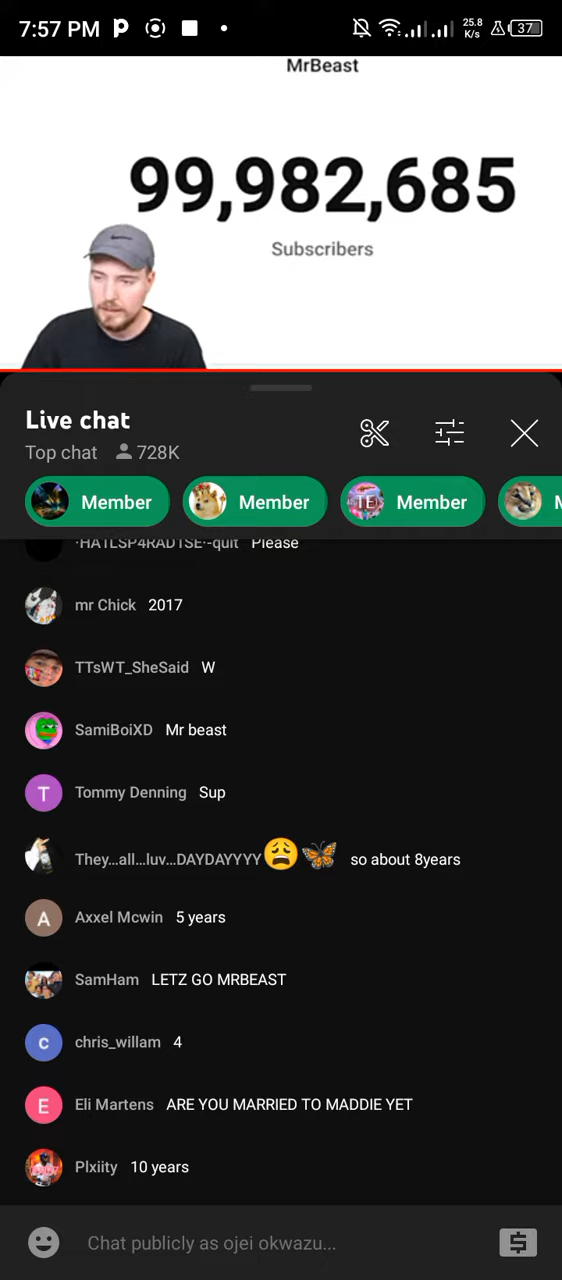 7:57 PM 25.8 K/s 37
MrBeast
99,982,685
Subscribers
Live chat
Top chat 728K
Member Member TE Member
·HATLSP4RADTSE·-quit Please
mr Chick 2017
TTsWT_SheSaid W
SamiBoiXD Mr beast
T Tommy Denning Sup
They...all...luv...DAYDAYYYY😩🦋 so about 8years
A Axxel Mcwin 5 years
SamHam LETZ GO MRBEAST
c chris_willam 4
E Eli Martens ARE YOU MARRIED TO MADDIE YET
Plxiity 10 years
Chat publicly as ojei okwazu...